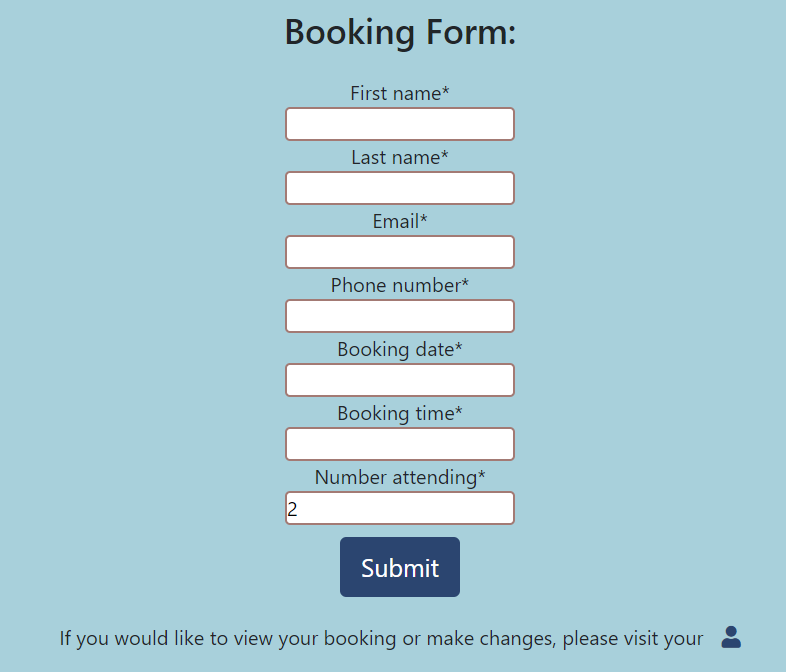 Booking Form:
First name*
Last name*
Email*
Phone number*
Booking date*
Booking time*
Number attending*
2
Submit
If you would like to view your booking or make changes, please visit your